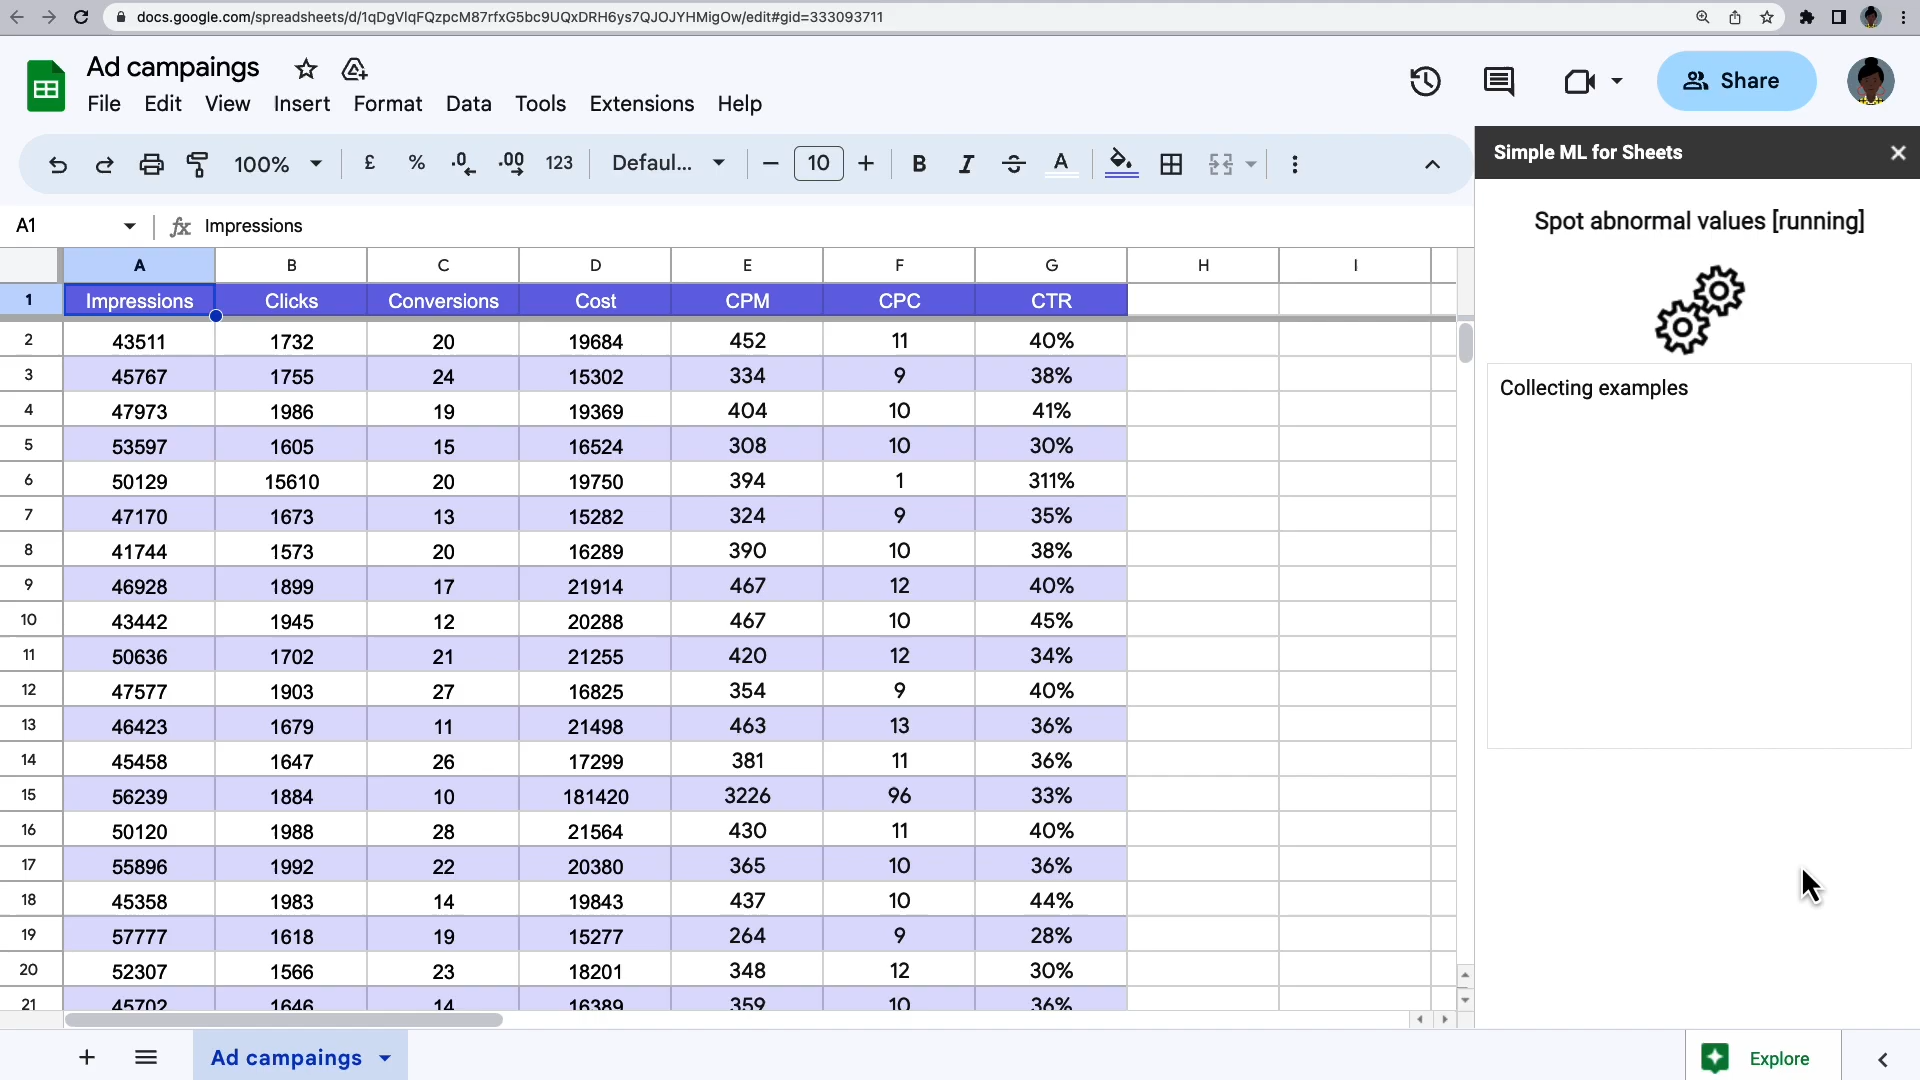 docs.google.com/spreadsheets/d/1qDgVlqFQzpcM87rfxG5bc9UQxDRH6ys7QJOJYHMigOw/edit#gid=333093711
Ad campaings
File Edit View Insert Format Data Tools Extensions Help
Share
100% £ % .0 .00 123 Defaul... 10 B I S A
Simple ML for Sheets
Spot abnormal values [running]
Collecting examples
A1 fx Impressions
A B C D E F G H I
1 Impressions Clicks Conversions Cost CPM CPC CTR
2 43511 1732 20 19684 452 11 40%
3 45767 1755 24 15302 334 9 38%
4 47973 1986 19 19369 404 10 41%
5 53597 1605 15 16524 308 10 30%
6 50129 15610 20 19750 394 1 311%
7 47170 1673 13 15282 324 9 35%
8 41744 1573 20 16289 390 10 38%
9 46928 1899 17 21914 467 12 40%
10 43442 1945 12 20288 467 10 45%
11 50636 1702 21 21255 420 12 34%
12 47577 1903 27 16825 354 9 40%
13 46423 1679 11 21498 463 13 36%
14 45458 1647 26 17299 381 11 36%
15 56239 1884 10 181420 3226 96 33%
16 50120 1988 28 21564 430 11 40%
17 55896 1992 22 20380 365 10 36%
18 45358 1983 14 19843 437 10 44%
19 57777 1618 19 15277 264 9 28%
20 52307 1566 23 18201 348 12 30%
21 45702 1646 14 16389 359 10 36%
Ad campaings
Explore